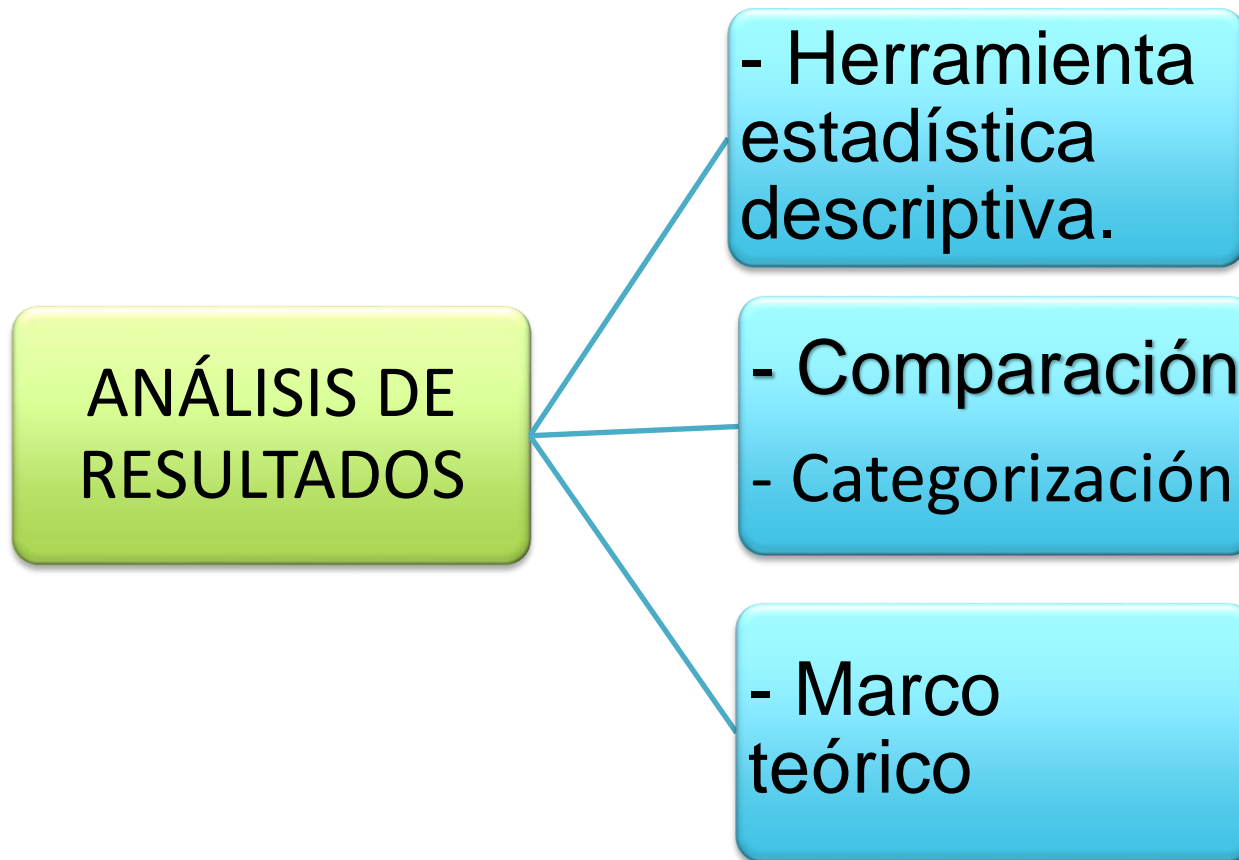 ANÁLISIS DE
RESULTADOS
- Herramienta
estadística
descriptiva.
- Comparación
- Categorización
- Marco
teórico